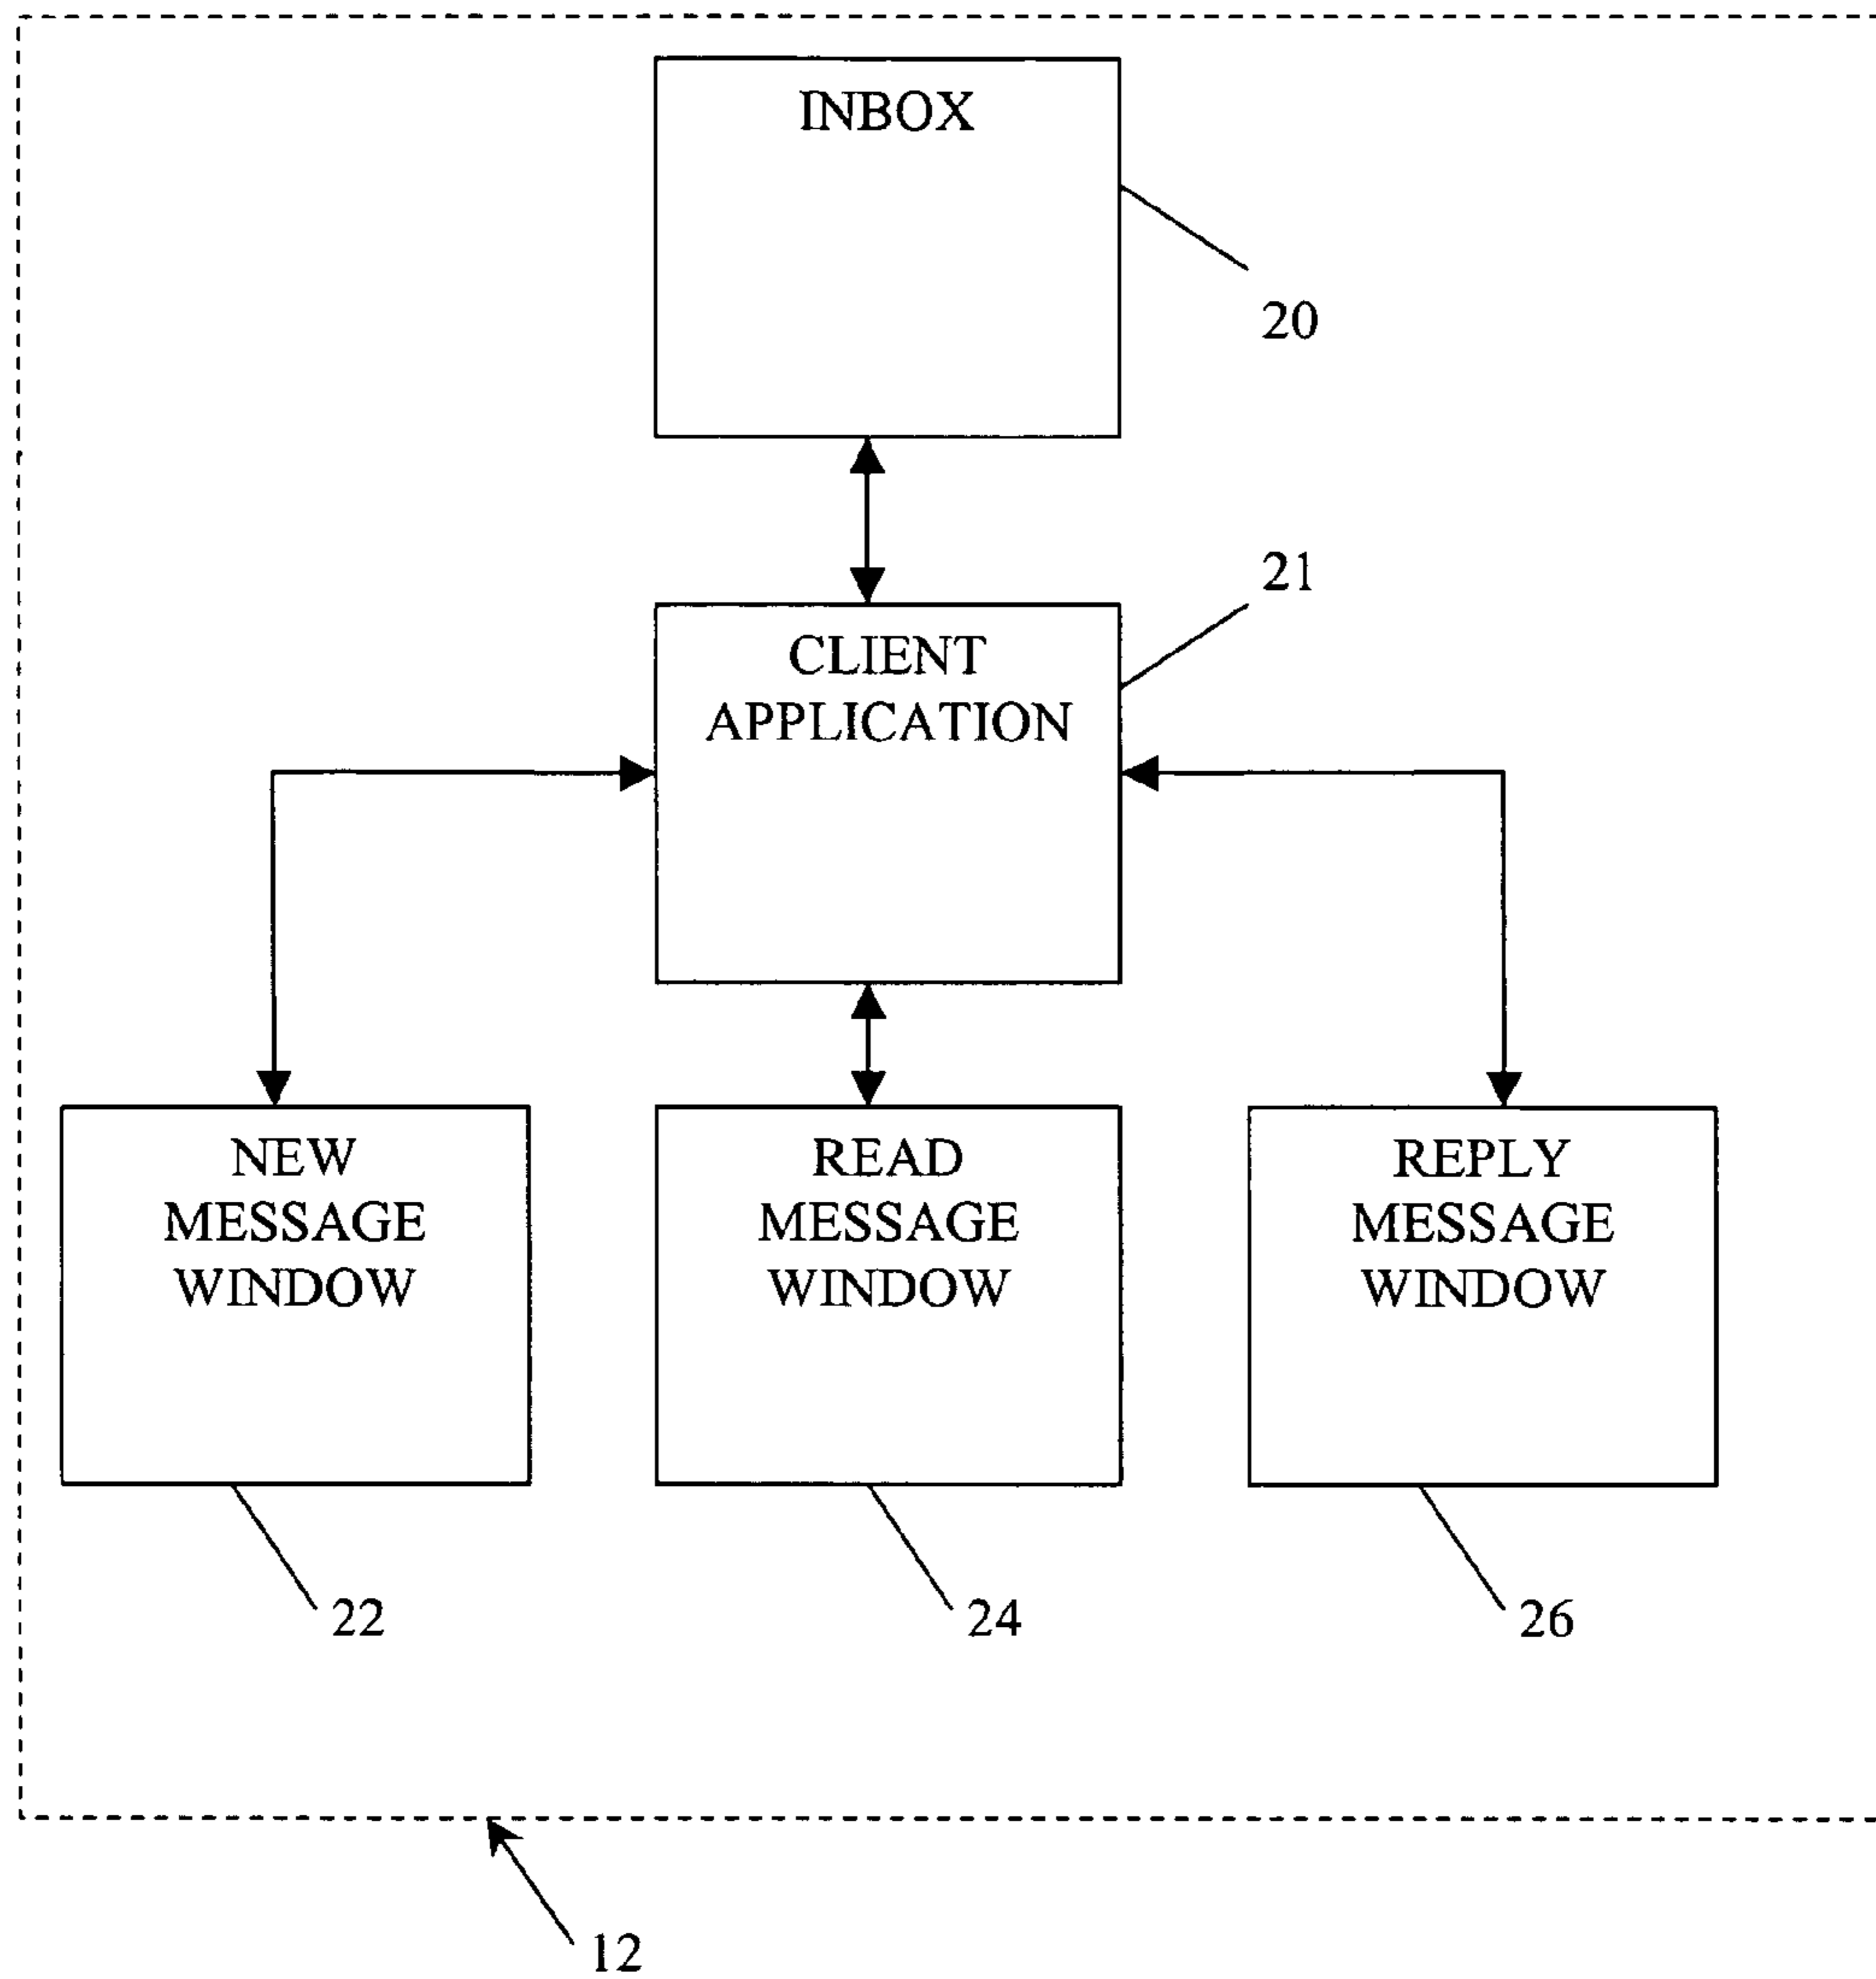 INBOX
20
21
CLIENT
APPLICATION
NEW
MESSAGE
WINDOW
READ
MESSAGE
WINDOW
REPLY
MESSAGE
WINDOW
22
24
26
12